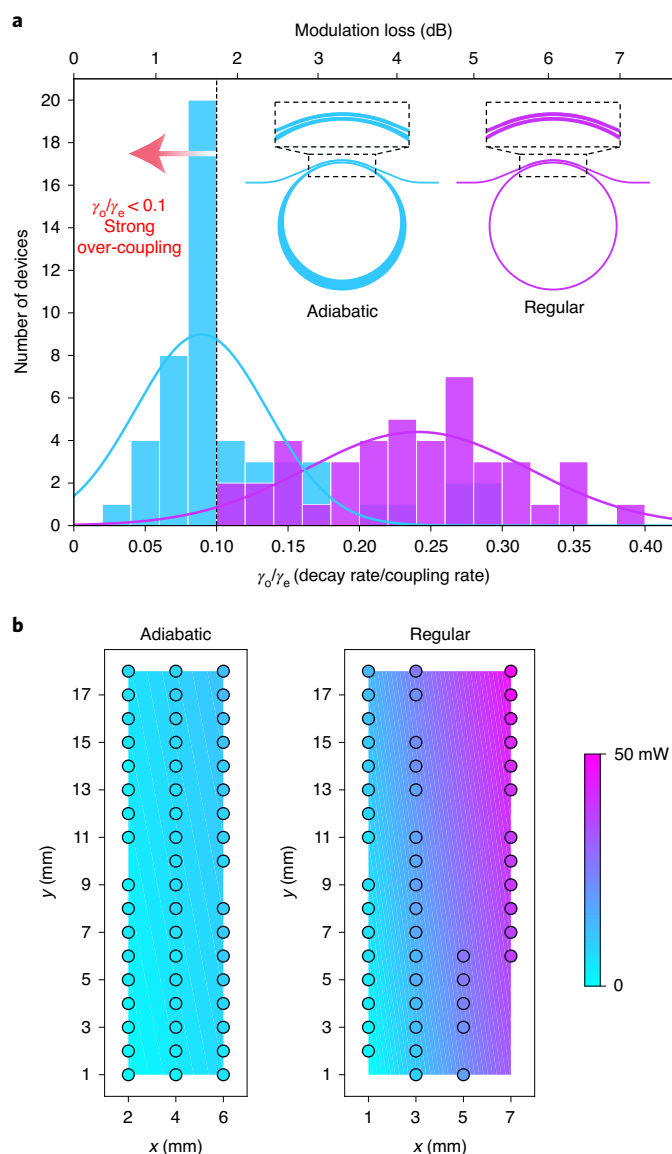 a
Modulation loss (dB)
0 1 2 3 4 5 6 7
20
18
16
14
12
10
8
6
4
2
0
Number of devices
γo/γe < 0.1
Strong
over-coupling
Adiabatic
Regular
0 0.05 0.10 0.15 0.20 0.25 0.30 0.35 0.40
γo/γe (decay rate/coupling rate)
b
Adiabatic
17
15
13
11
9
7
5
3
1
y (mm)
2 4 6
x (mm)
Regular
17
15
13
11
9
7
5
3
1
y (mm)
1 3 5 7
x (mm)
50 mW
0